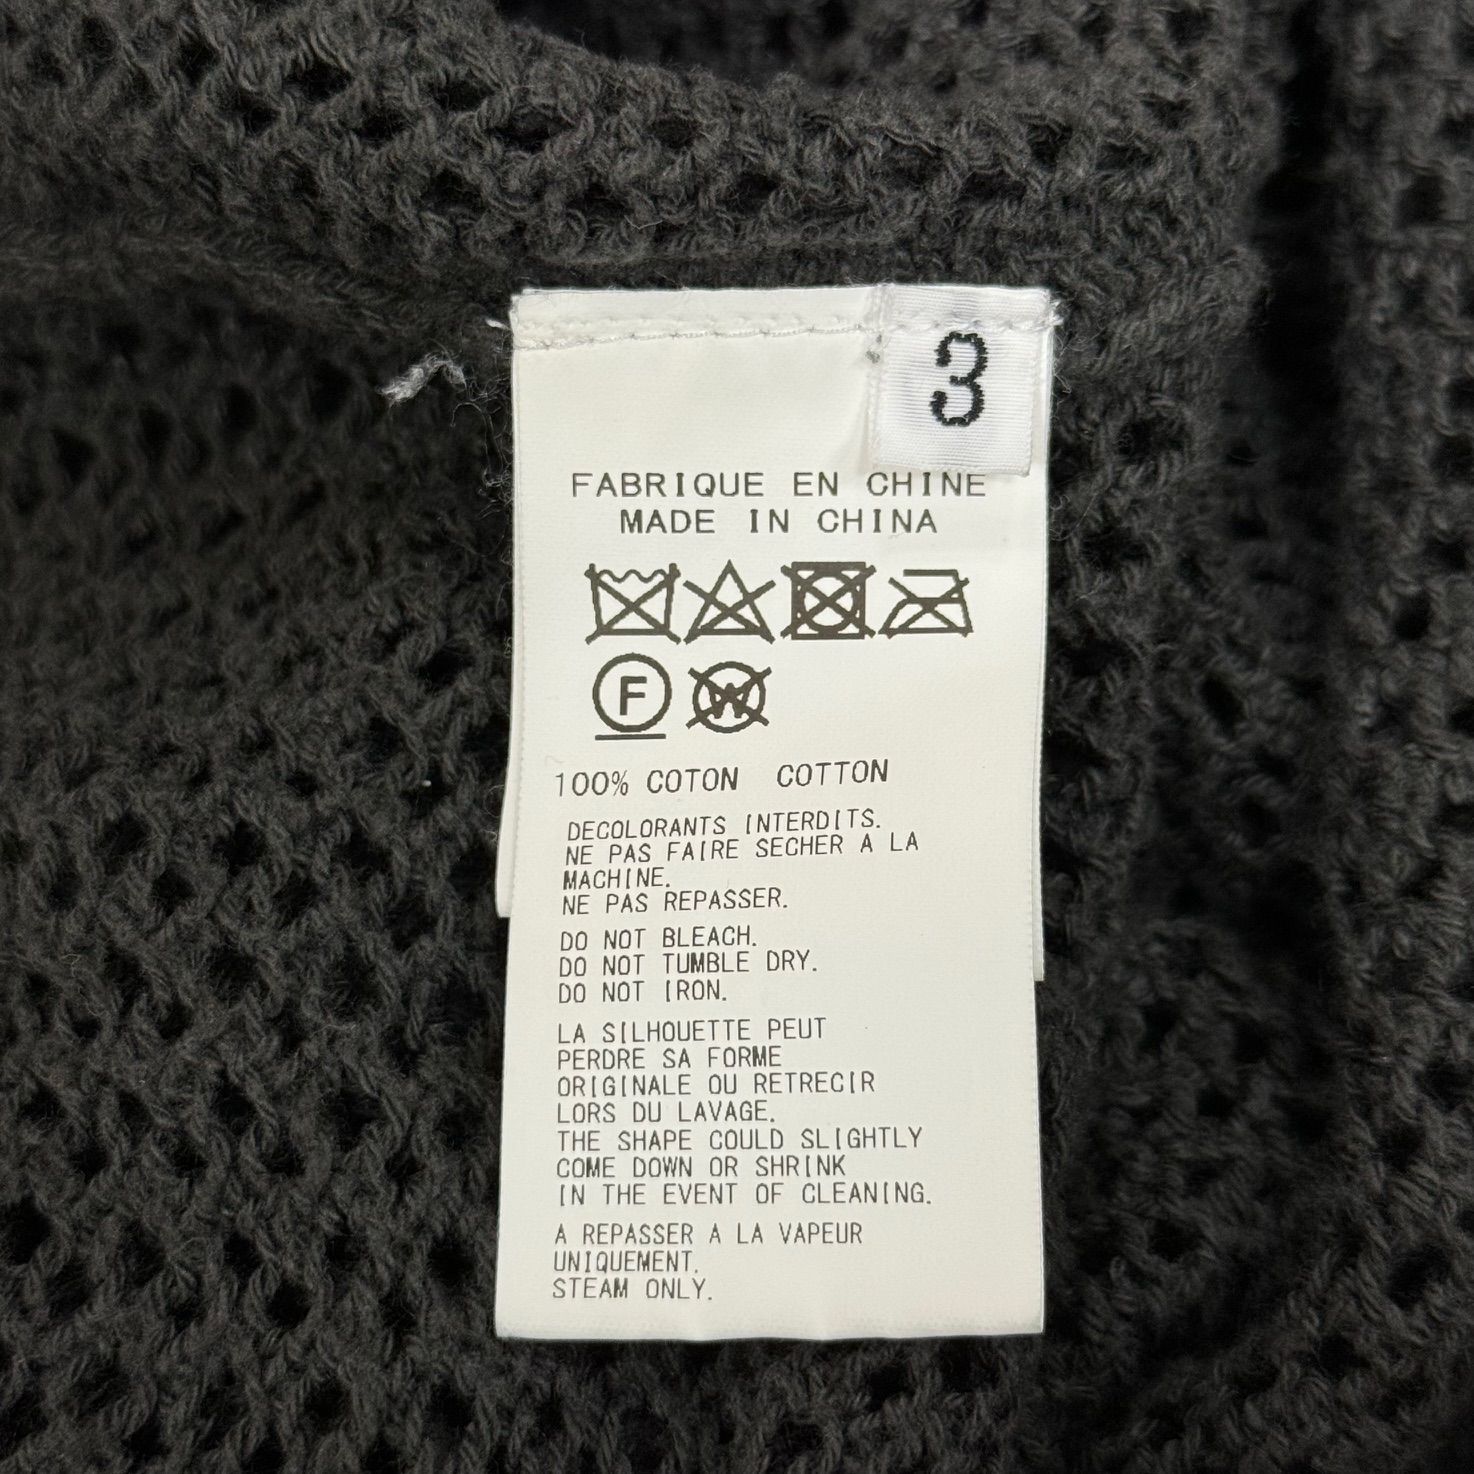 3
FABRIQUE EN CHINE
MADE IN CHINA
F W
100% COTON COTTON
DECOLORANTS INTERDITS.
NE PAS FAIRE SECHER A LA
MACHINE.
NE PAS REPASSER.
DO NOT BLEACH.
DO NOT TUMBLE DRY.
DO NOT IRON.
LA SILHOUETTE PEUT
PERDRE SA FORME
ORIGINALE OU RETRECIR
LORS DU LAVAGE.
THE SHAPE COULD SLIGHTLY
COME DOWN OR SHRINK
IN THE EVENT OF CLEANING.
A REPASSER A LA VAPEUR
UNIQUEMENT.
STEAM ONLY.